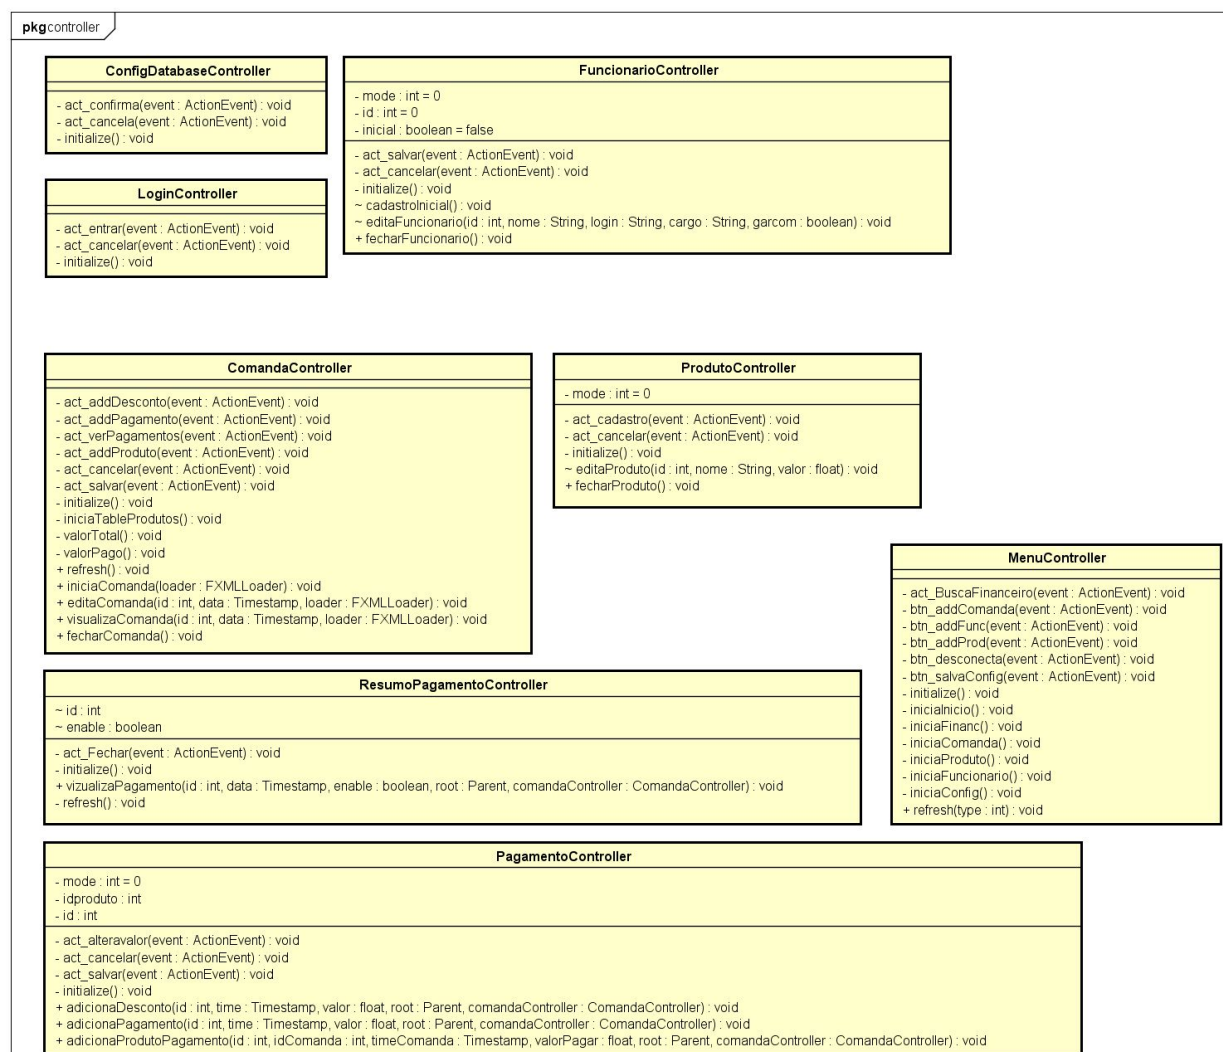 pkg controller
ConfigDatabaseController
- act_confirma(event : ActionEvent) : void
- act_cancela(event : ActionEvent) : void
- initialize() : void
LoginController
- act_entrar(event : ActionEvent) : void
- act_cancelar(event : ActionEvent) : void
- initialize() : void
FuncionarioController
- mode : int = 0
- id : int = 0
- inicial : boolean = false
- act_salvar(event : ActionEvent) : void
- act_cancelar(event : ActionEvent) : void
- initialize() : void
~ cadastroInicial() : void
~ editaFuncionario(id : int, nome : String, login : String, cargo : String, garcom : boolean) : void
+ fecharFuncionario() : void
ComandaController
- act_addDesconto(event : ActionEvent) : void
- act_addPagamento(event : ActionEvent) : void
- act_verPagamentos(event : ActionEvent) : void
- act_addProduto(event : ActionEvent) : void
- act_cancelar(event : ActionEvent) : void
- act_salvar(event : ActionEvent) : void
- initialize() : void
- iniciaTableProdutos() : void
- valorTotal() : void
- valorPago() : void
+ refresh() : void
+ iniciaComanda(loader : FXMLLoader) : void
+ editaComanda(id : int, data : Timestamp, loader : FXMLLoader) : void
+ visualizaComanda(id : int, data : Timestamp, loader : FXMLLoader) : void
+ fecharComanda() : void
ProdutoController
- mode : int = 0
- act_cadastro(event : ActionEvent) : void
- act_cancelar(event : ActionEvent) : void
- initialize() : void
~ editaProduto(id : int, nome : String, valor : float) : void
+ fecharProduto() : void
MenuController
- act_BuscaFinanceiro(event : ActionEvent) : void
- btn_addComanda(event : ActionEvent) : void
- btn_addFunc(event : ActionEvent) : void
- btn_addProd(event : ActionEvent) : void
- btn_desconecta(event : ActionEvent) : void
- btn_salvaConfig(event : ActionEvent) : void
- initialize() : void
- iniciaInicio() : void
- iniciaFinanc() : void
- iniciaComanda() : void
- iniciaProduto() : void
- iniciaFuncionario() : void
- iniciaConfig() : void
+ refresh(type : int) : void
ResumoPagamentoController
~ id : int
~ enable : boolean
- act_Fechar(event : ActionEvent) : void
- initialize() : void
+ vizualizaPagamento(id : int, data : Timestamp, enable : boolean, root : Parent, comandaController : ComandaController) : void
- refresh() : void
PagamentoController
- mode : int = 0
- idproduto : int
- id : int
- act_alteravalor(event : ActionEvent) : void
- act_cancelar(event : ActionEvent) : void
- act_salvar(event : ActionEvent) : void
- initialize() : void
+ adicionaDesconto(id : int, time : Timestamp, valor : float, root : Parent, comandaController : ComandaController) : void
+ adicionaPagamento(id : int, time : Timestamp, valor : float, root : Parent, comandaController : ComandaController) : void
+ adicionaProdutoPagamento(id : int, idComanda : int, timeComanda : Timestamp, valorPagar : float, root : Parent, comandaController : ComandaController) : void